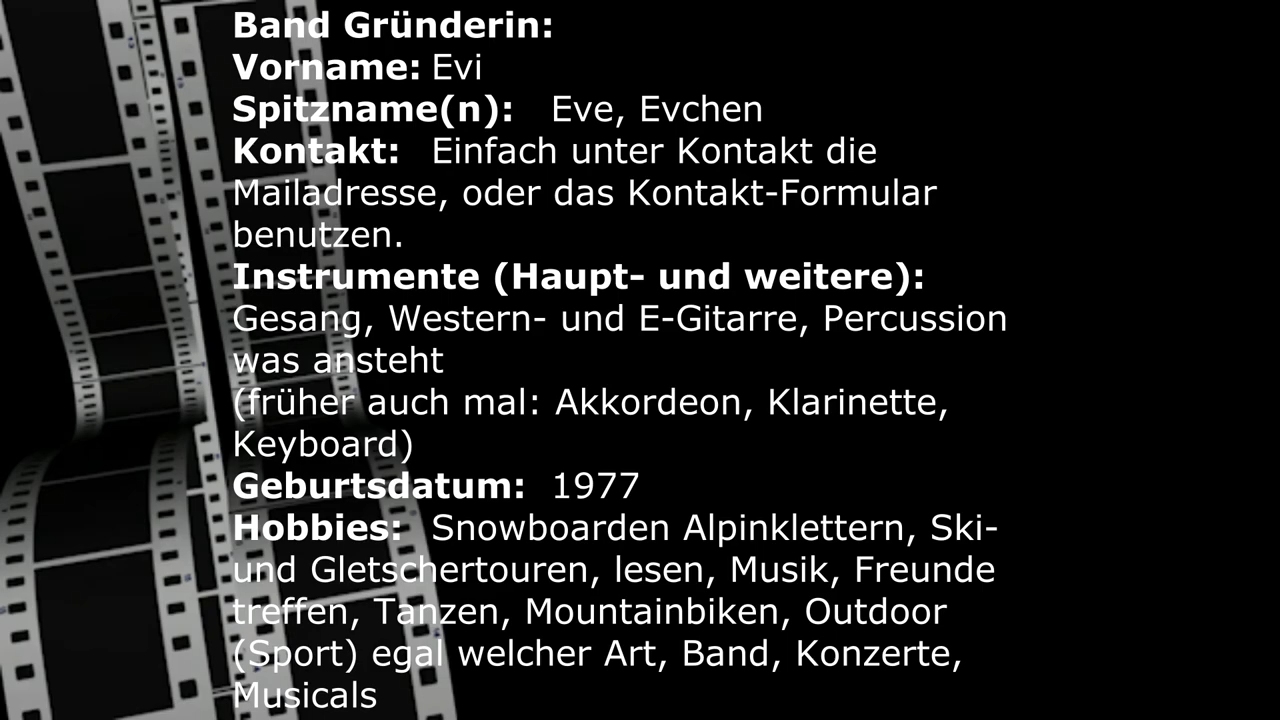 Band Gründerin:
Vorname: Evi
Spitzname(n): Eve, Evchen
Kontakt: Einfach unter Kontakt die
Mailadresse, oder das Kontakt-Formular
benutzen.
Instrumente (Haupt- und weitere):
Gesang, Western- und E-Gitarre, Percussion
was ansteht
(früher auch mal: Akkordeon, Klarinette,
Keyboard)
Geburtsdatum: 1977
Hobbies: Snowboarden Alpinklettern, Ski-
und Gletschertouren, lesen, Musik, Freunde
treffen, Tanzen, Mountainbiken, Outdoor
(Sport) egal welcher Art, Band, Konzerte,
Musicals